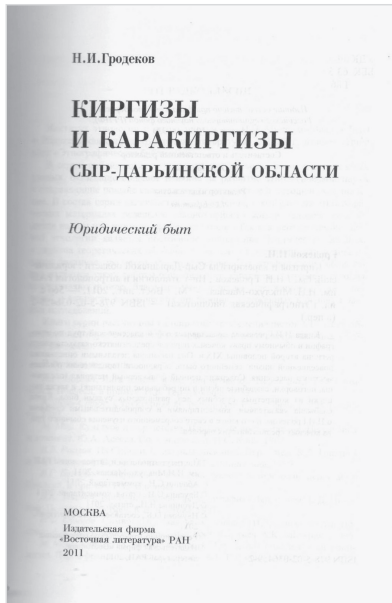 Н.И.Гродеков
КИРГИЗЫ
И КАРАКИРГИЗЫ
СЫР-ДАРЬИНСКОЙ ОБЛАСТИ
Юридический быт
МОСКВА
Издательская фирма
«Восточная литература» РАН
2011